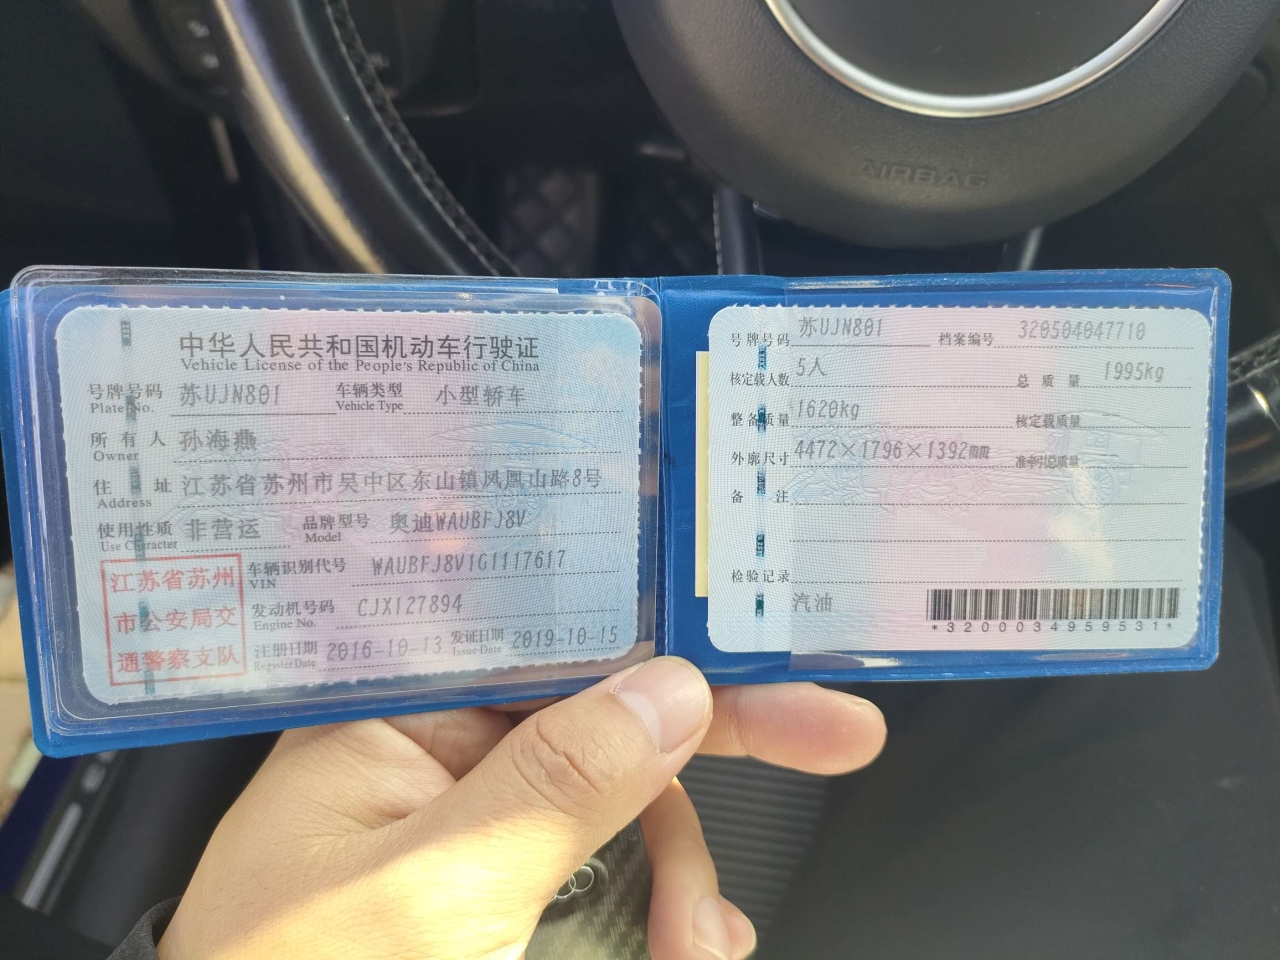 AIRBAG
中华人民共和国机动车行驶证
Vehicle License of the People's Republic of China
号牌号码 苏UJN801 车辆类型 小型轿车
Plate No. Vehicle Type
所有人 孙海燕
Owner
住址 江苏省苏州市吴中区东山镇凤凰山路8号
Address
使用性质 非营运 品牌型号 奥迪WAUBFJ8V
Use Character Model
江苏省苏州
市公安局交
通警察支队
车辆识别代号 WAUBFJ8V1G1117617
VIN
发动机号码 CJX127894
Engine No.
注册日期 2016-10-13 发证日期 2019-10-15
Register Date Issue Date
号牌号码 苏UJN801 档案编号 320504047710
核定载人数 5人 总质量 1995kg
整备质量 1620kg 核定载质量
外廓尺寸 4472×1796×1392mm 准牵引总质量
备注
检验记录
汽油
*3200034959531*